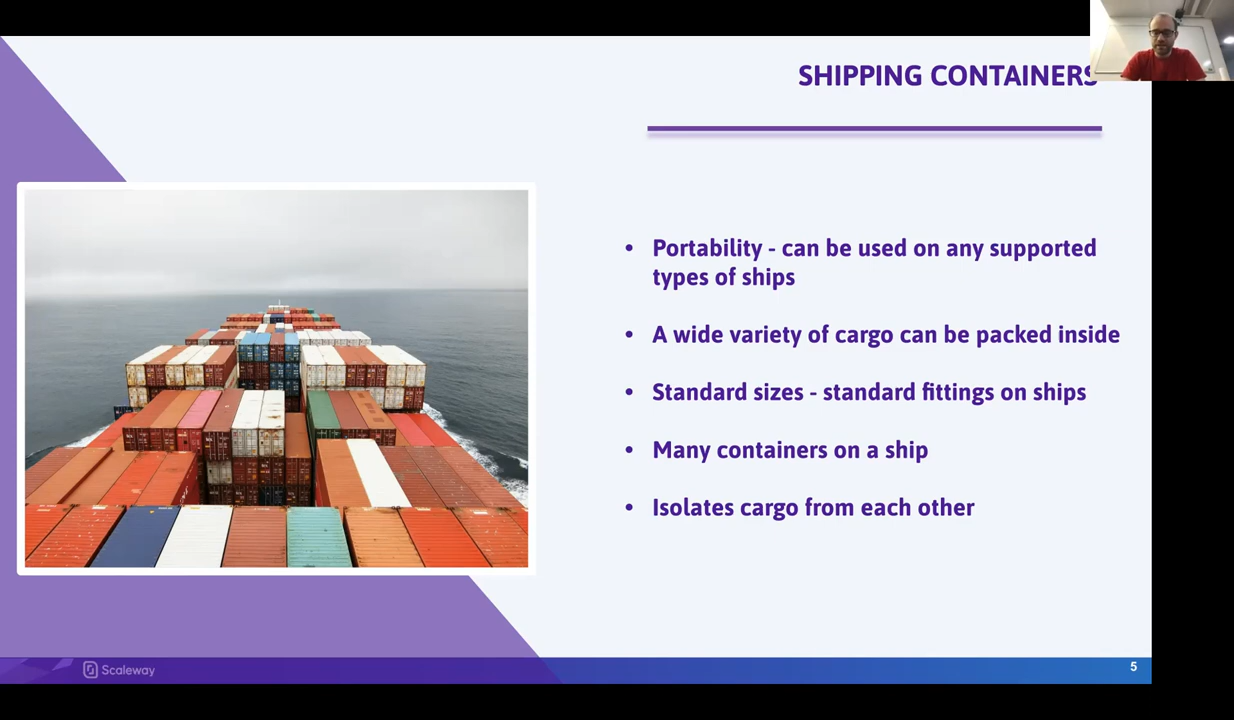 SHIPPING CONTAINERS
• Portability - can be used on any supported
types of ships
• A wide variety of cargo can be packed inside
• Standard sizes - standard fittings on ships
• Many containers on a ship
• Isolates cargo from each other
Scaleway
5